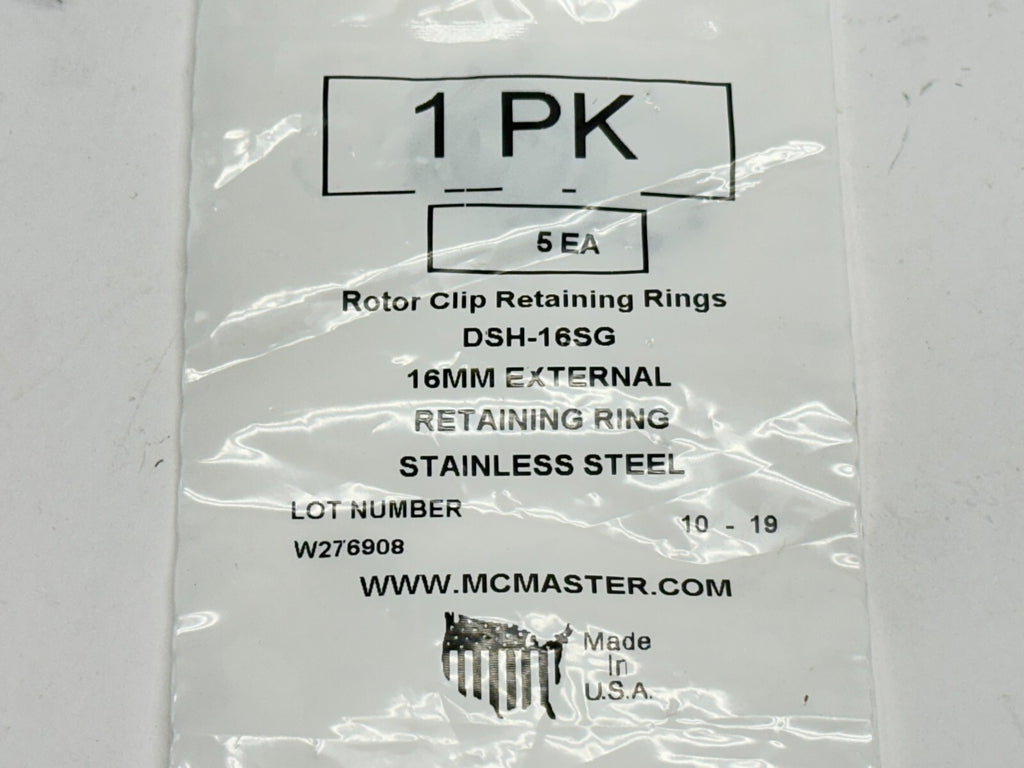 1 PK
5 EA
Rotor Clip Retaining Rings
DSH-16SG
16MM EXTERNAL
RETAINING RING
STAINLESS STEEL
LOT NUMBER
10 - 19
W276908
WWW.MCMASTER.COM
Made
In
U.S.A.